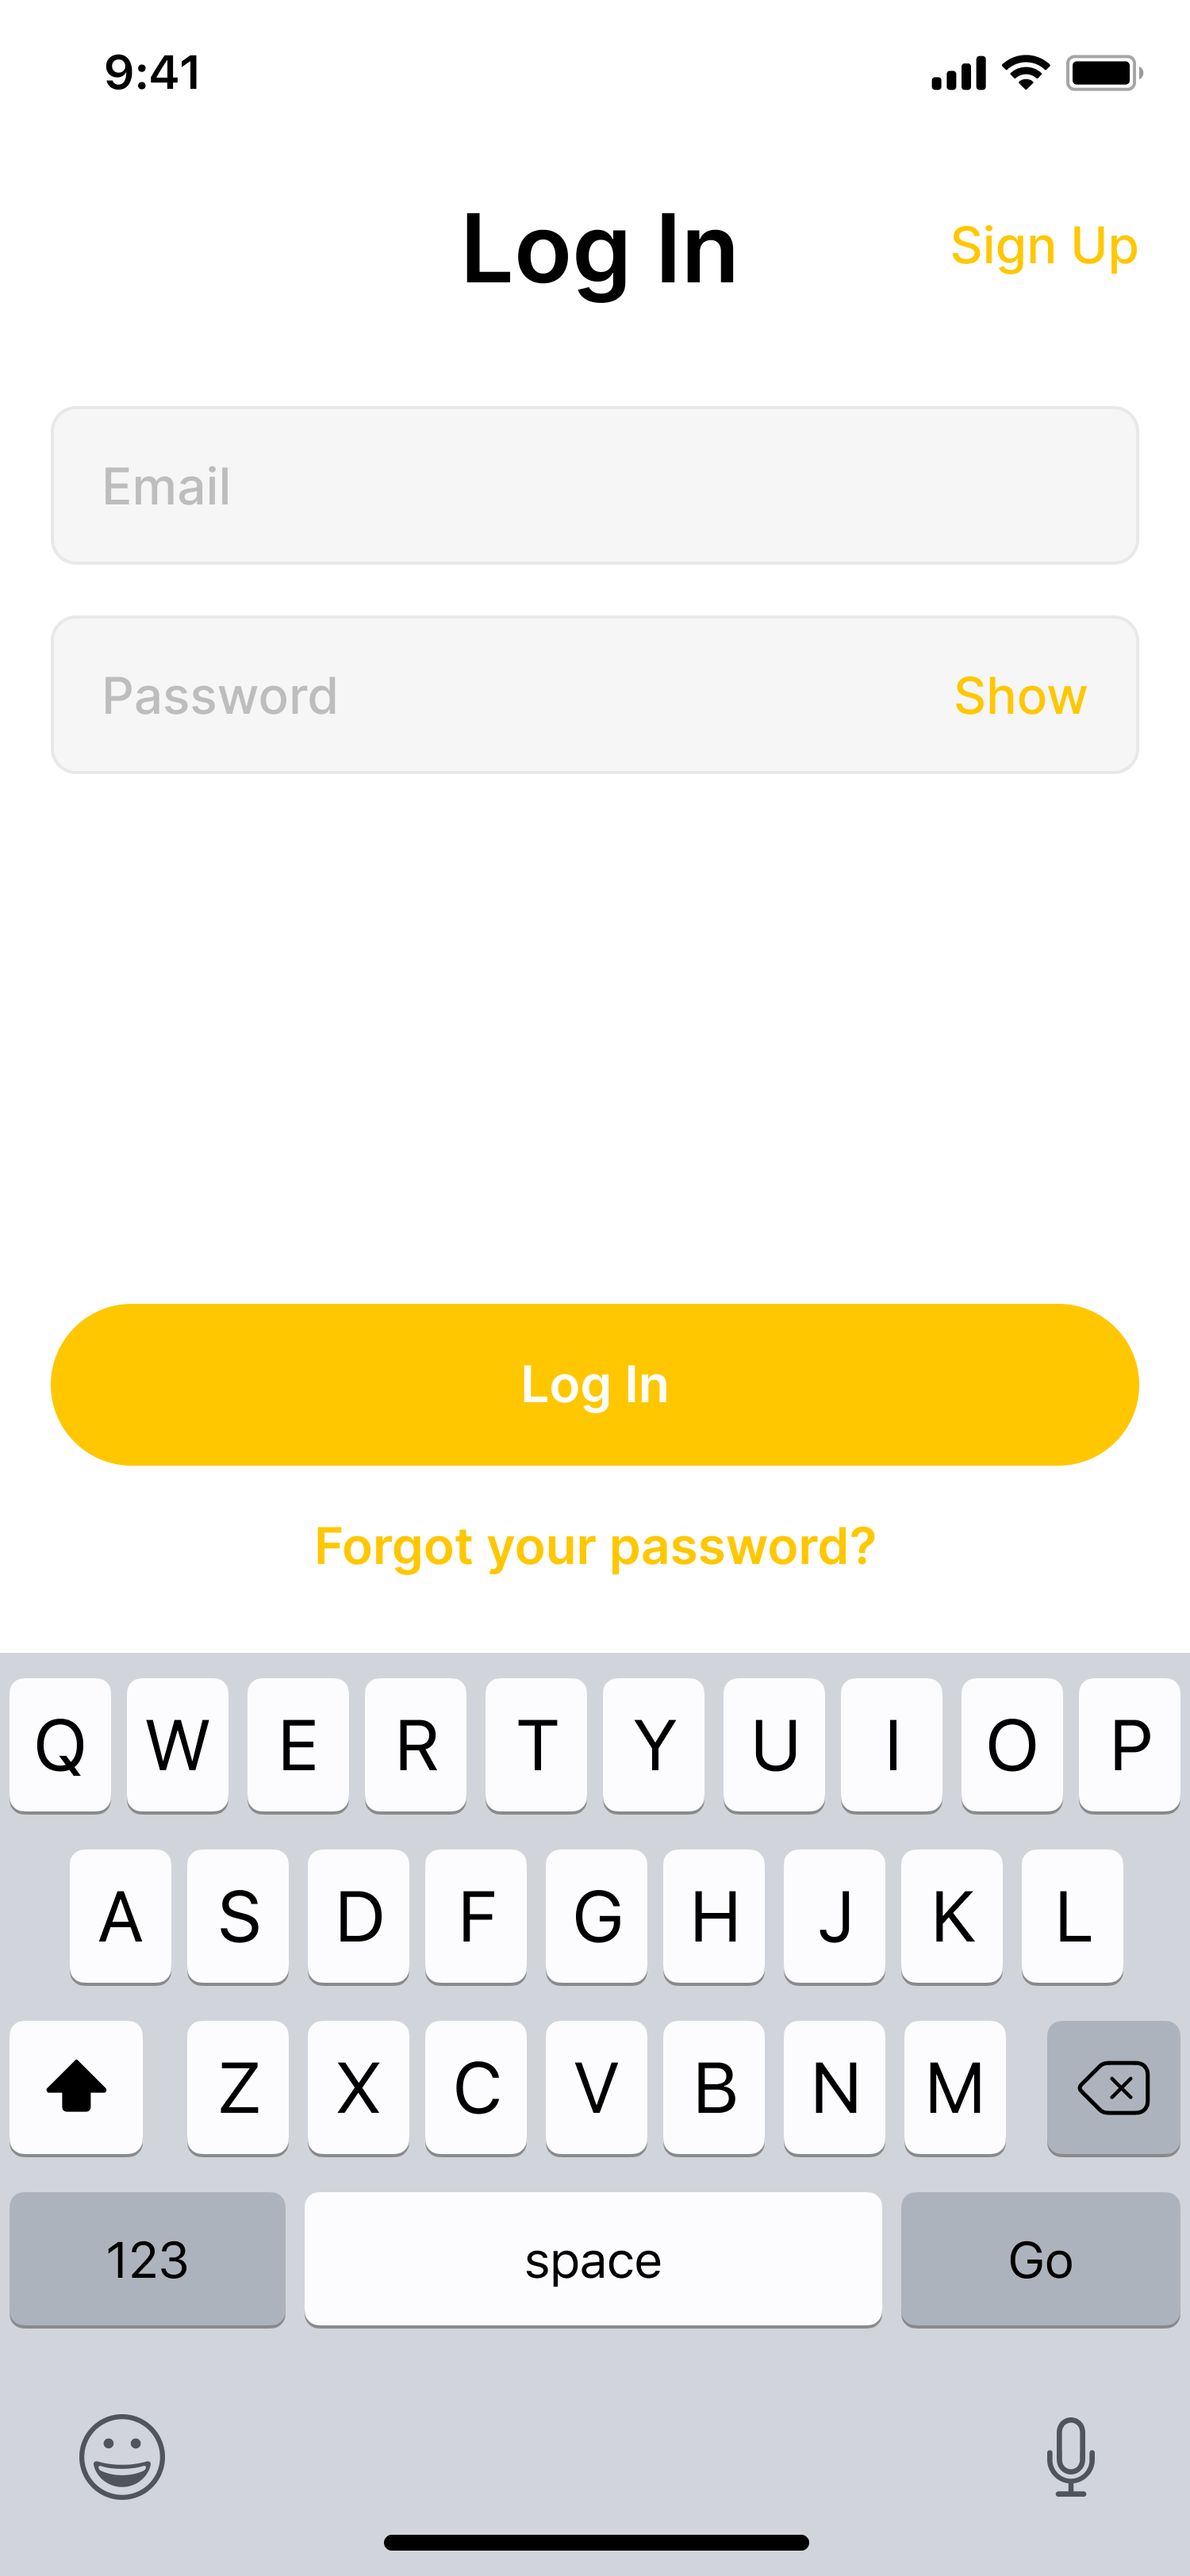 9:41
Log In
Sign Up
Email
Password
Show
Log In
Forgot your password?
Q W E R T Y U I O P
A S D F G H J K L
Z X C V B N M
123 space Go